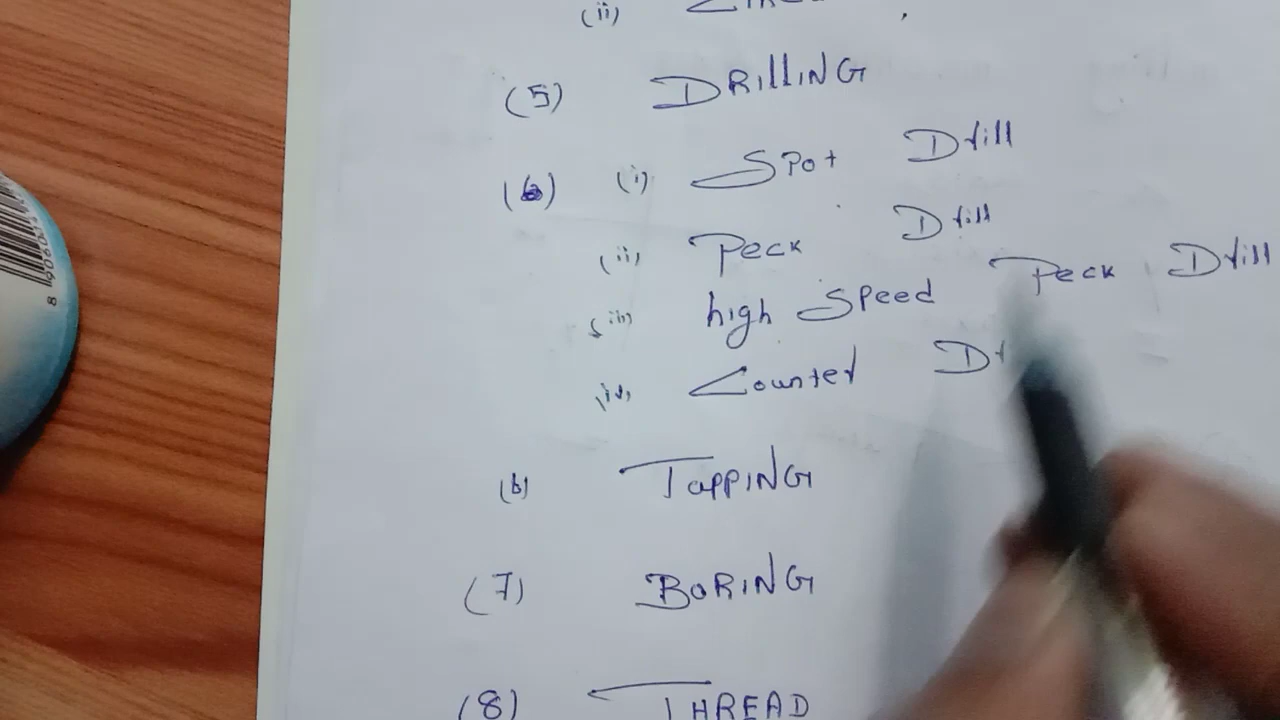 (ii)
(5) DRIllING
(i) Spot Drill
(ii) Peck Drill
(iii) high Speed Peck Drill
(iv) Counter
(6) TappING
(7) BORING
(8) THREAD